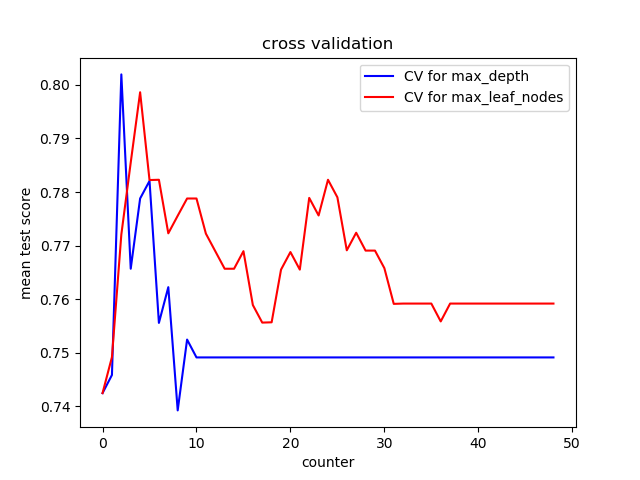 cross validation
CV for max_depth
CV for max_leaf_nodes
0.80
0.79
0.78
0.77
0.76
0.75
0.74
mean test score
0 10 20 30 40 50
counter